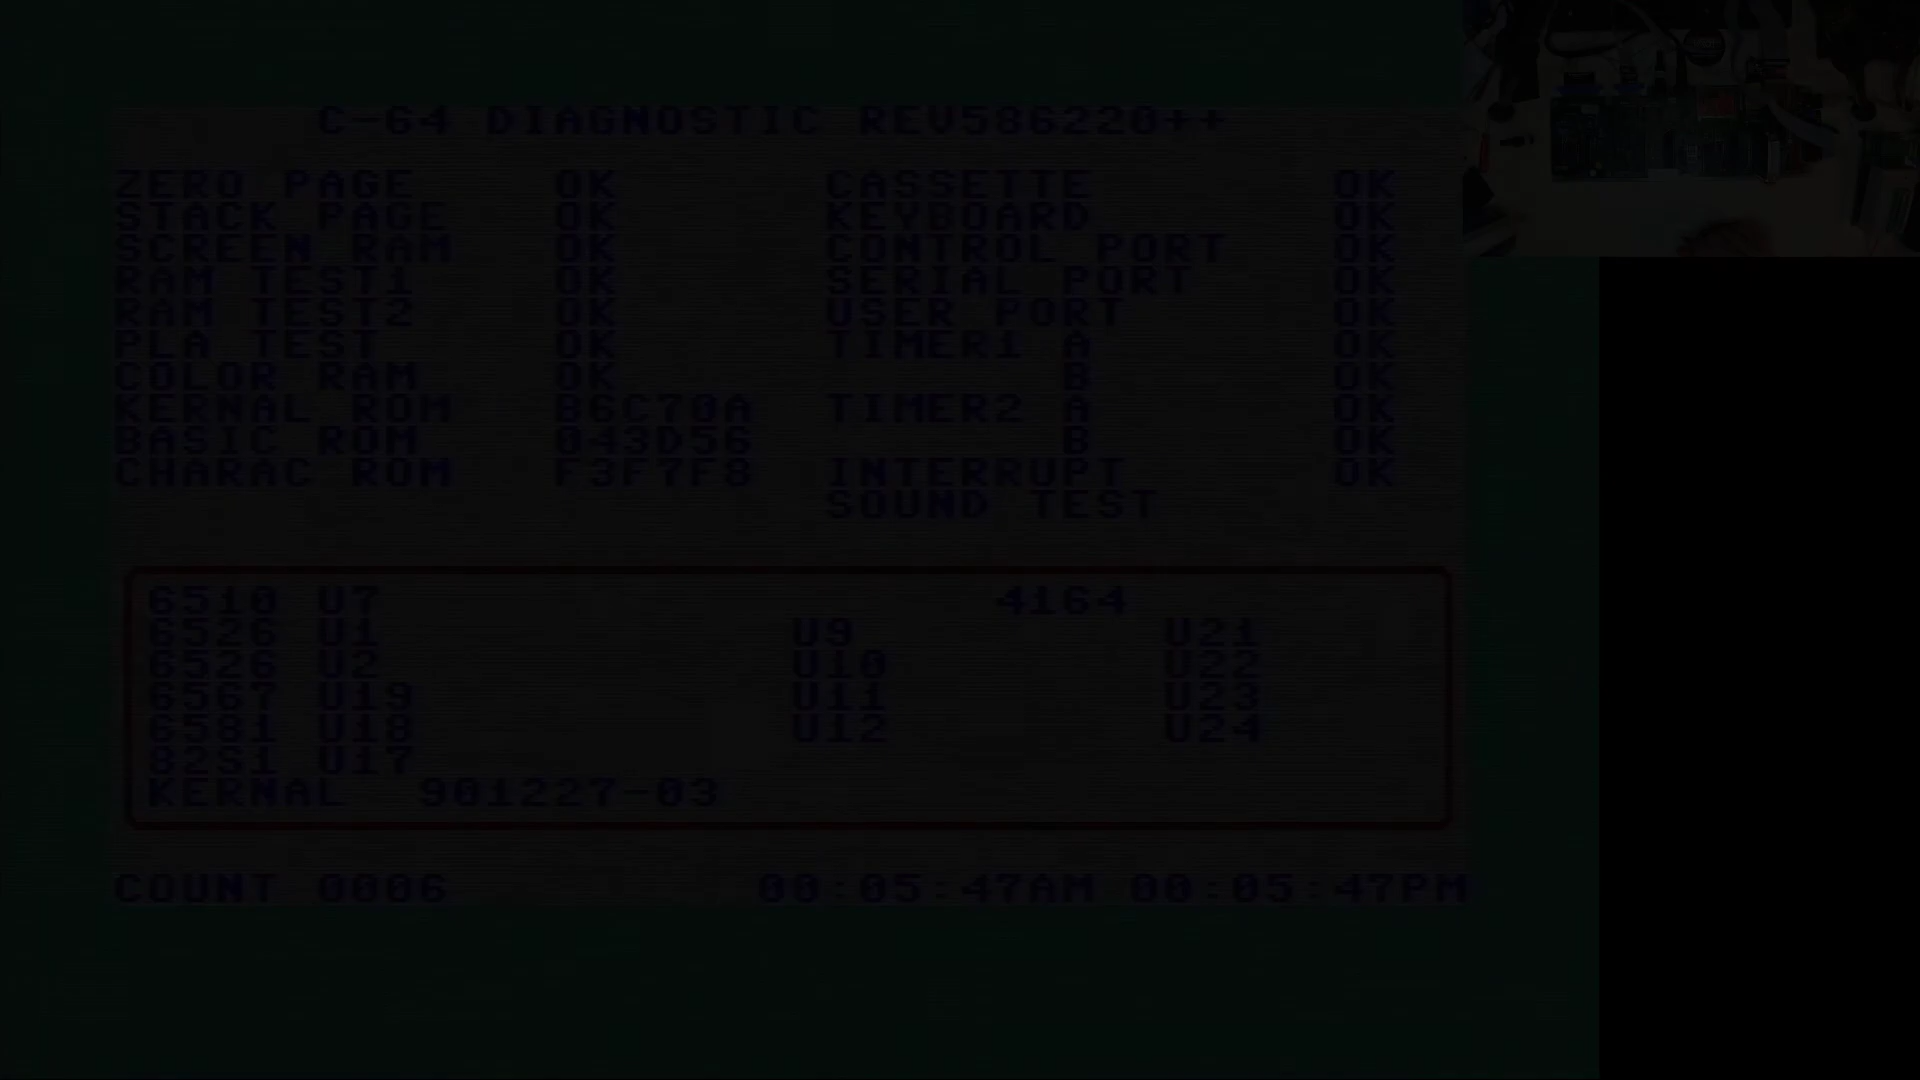 C-64 DIAGNOSTIC REV586220++
ZERO PAGE OK CASSETTE OK
STACK PAGE OK KEYBOARD OK
SCREEN RAM OK CONTROL PORT OK
RAM TEST1 OK SERIAL PORT OK
RAM TEST2 OK USER PORT OK
PLA TEST OK TIMER1 A OK
COLOR RAM OK B OK
KERNAL ROM B6C70A TIMER2 A OK
BASIC ROM 043D56 B OK
CHARAC ROM F3F7F8 INTERRUPT OK
SOUND TEST
6510 U7 4164
6526 U1 U9 U21
6526 U2 U10 U22
6567 U19 U11 U23
6581 U18 U12 U24
82S1 U17
KERNAL 901227-03
COUNT 0006 00:05:47AM 00:05:47PM